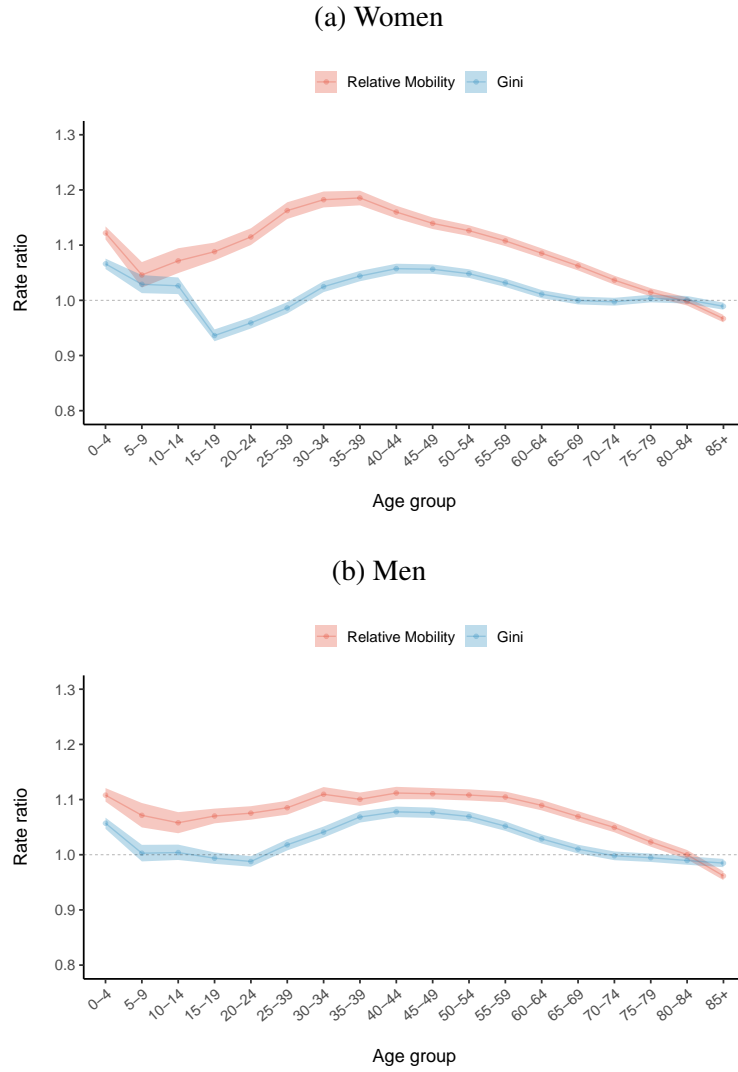 (a) Women
Relative Mobility Gini
1.3
1.2
1.1
1.0
0.9
0.8
Rate ratio
0−4 5−9 10−14 15−19 20−24 25−39 30−34 35−39 40−44 45−49 50−54 55−59 60−64 65−69 70−74 75−79 80−84 85+
Age group
(b) Men
Relative Mobility Gini
1.3
1.2
1.1
1.0
0.9
0.8
Rate ratio
0−4 5−9 10−14 15−19 20−24 25−39 30−34 35−39 40−44 45−49 50−54 55−59 60−64 65−69 70−74 75−79 80−84 85+
Age group